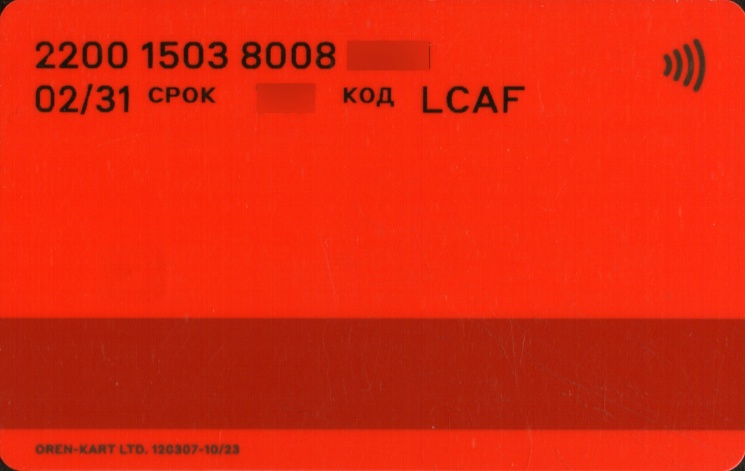 2200 1503 8008
02/31 СРОК КОД LCAF
OREN-KART LTD. 120307-10/23